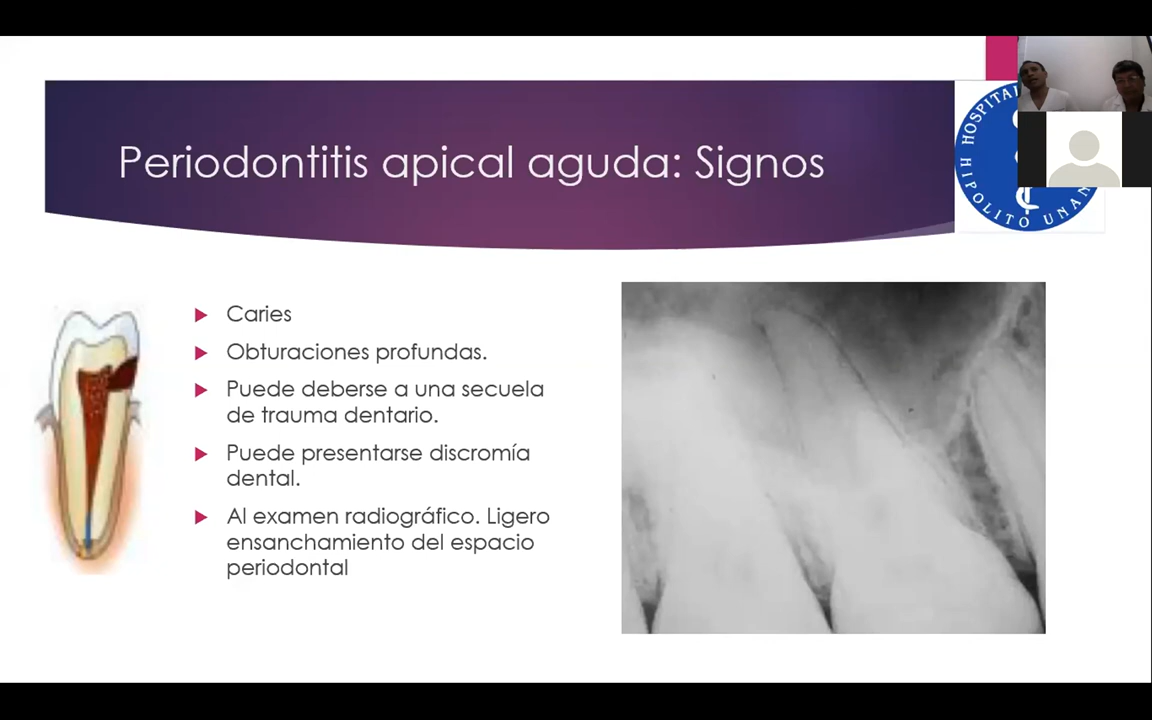 Periodontitis apical aguda: Signos
HOSPITAL
HIPOLITO UNAN
Caries
Obturaciones profundas.
Puede deberse a una secuela
de trauma dentario.
Puede presentarse discromía
dental.
Al examen radiográfico. Ligero
ensanchamiento del espacio
periodontal